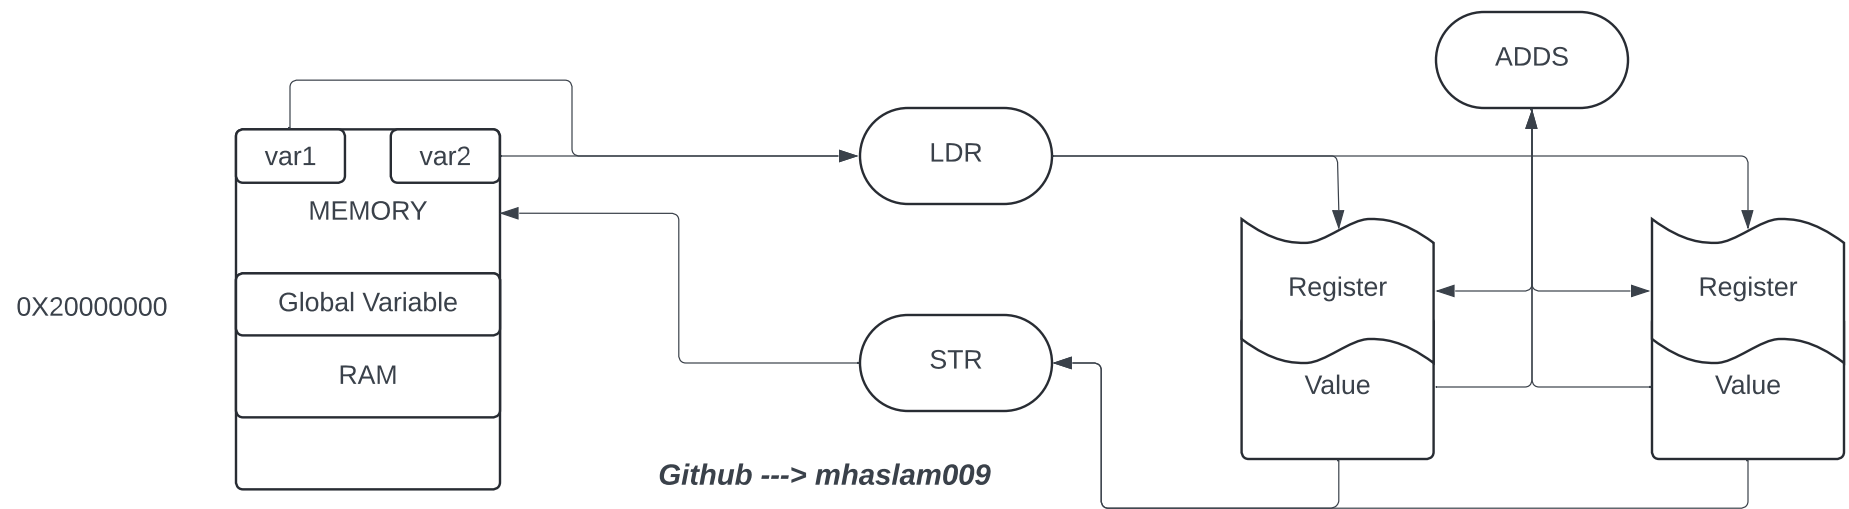 ADDS
var1
var2
LDR
MEMORY
Register
Register
Global Variable
0X20000000
STR
RAM
Value
Value
Github ---> mhaslam009